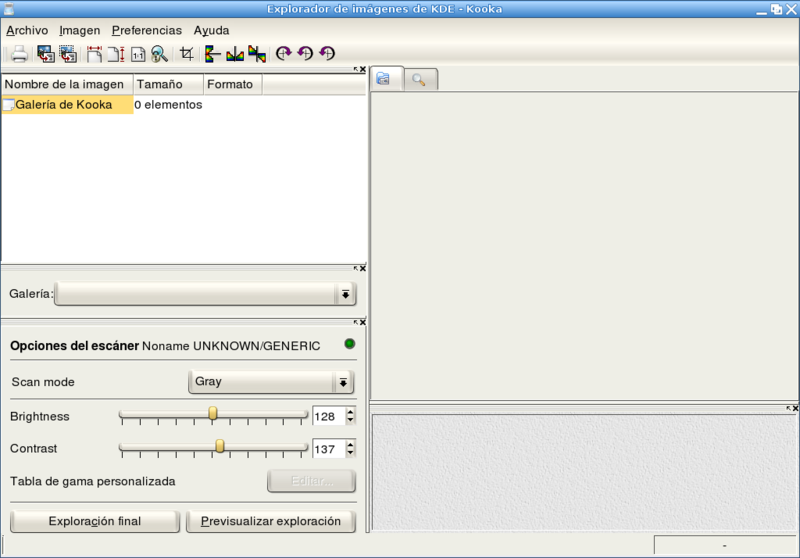 Explorador de imágenes de KDE - Kooka
Archivo Imagen Preferencias Ayuda
1:1
Nombre de la imagen Tamaño Formato
Galería de Kooka 0 elementos
Galería:
Opciones del escáner Noname UNKNOWN/GENERIC
Scan mode Gray
Brightness 128
Contrast 137
Tabla de gama personalizada Editar...
Exploración final Previsualizar exploración
-